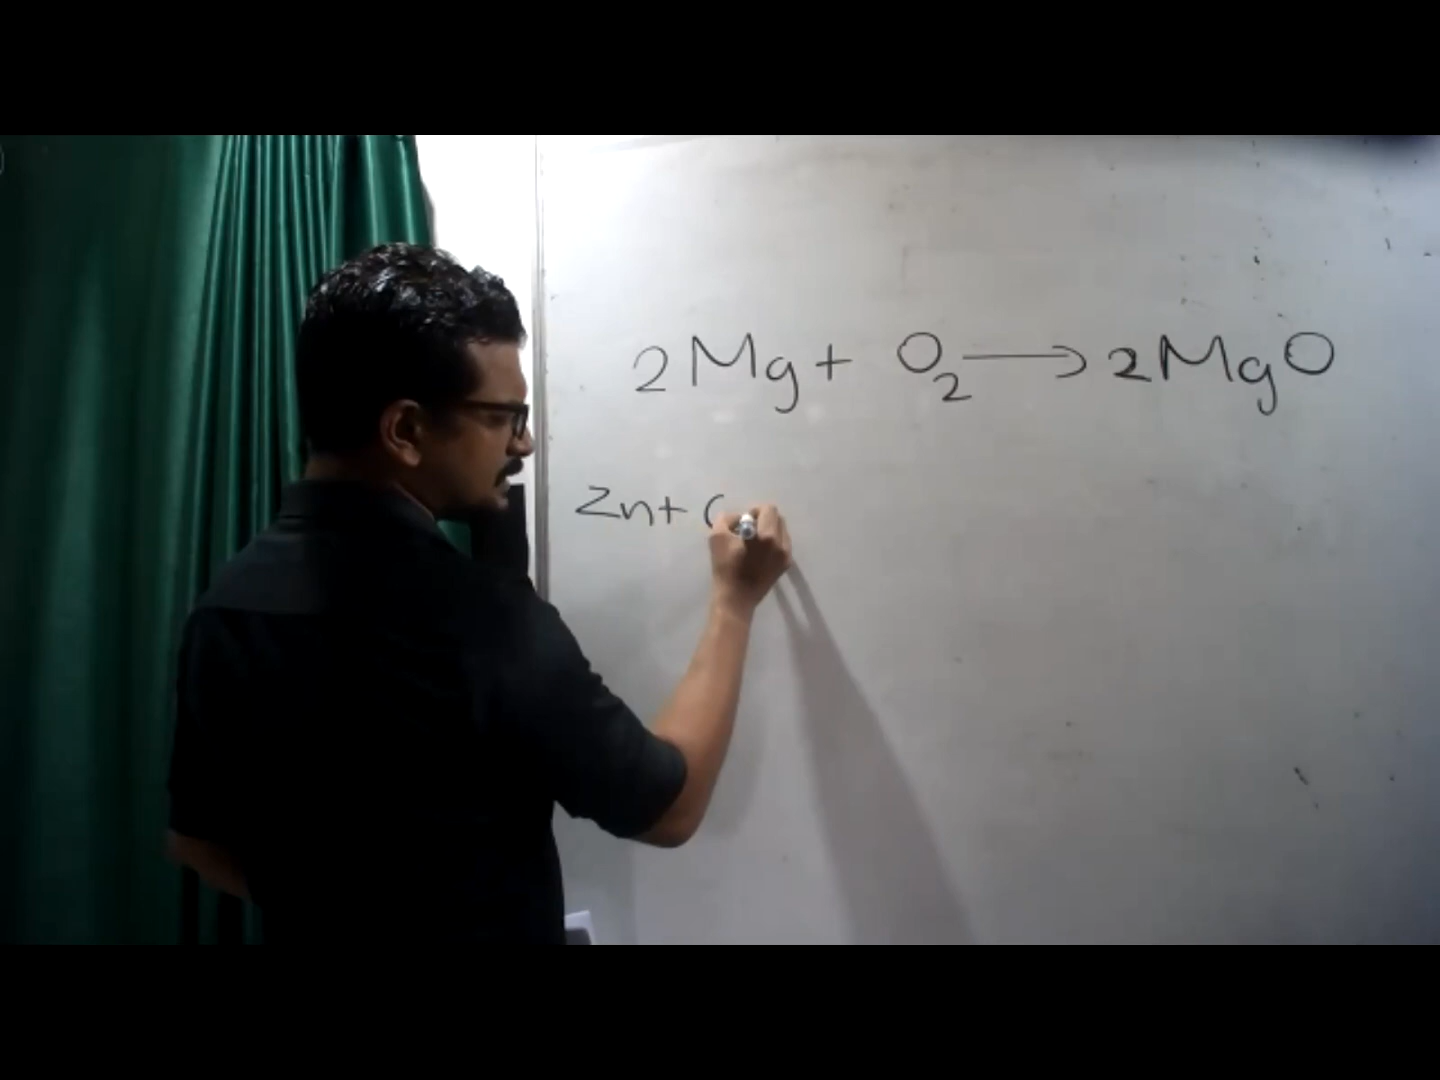 2Mg + O₂ → 2MgO
Zn + C